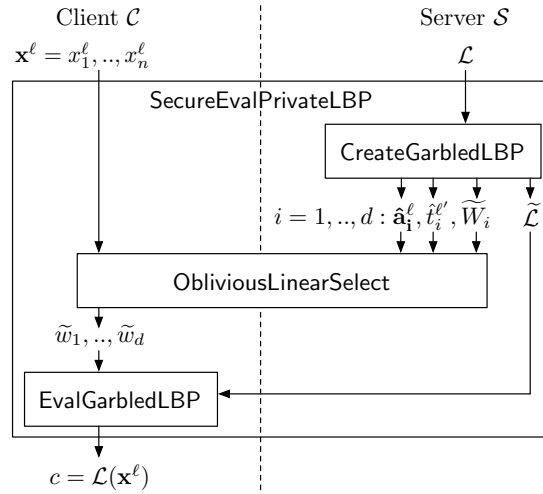 Client 𝒞 Server 𝒮
𝐱^ℓ = x_1^ℓ, .., x_n^ℓ ℒ
SecureEvalPrivateLBP
CreateGarbledLBP
i = 1, .., d : â_i^ℓ, t̂_i^ℓ′, W̃_i ℒ̃
ObliviousLinearSelect
w̃_1, .., w̃_d
EvalGarbledLBP
c = ℒ(𝐱^ℓ)